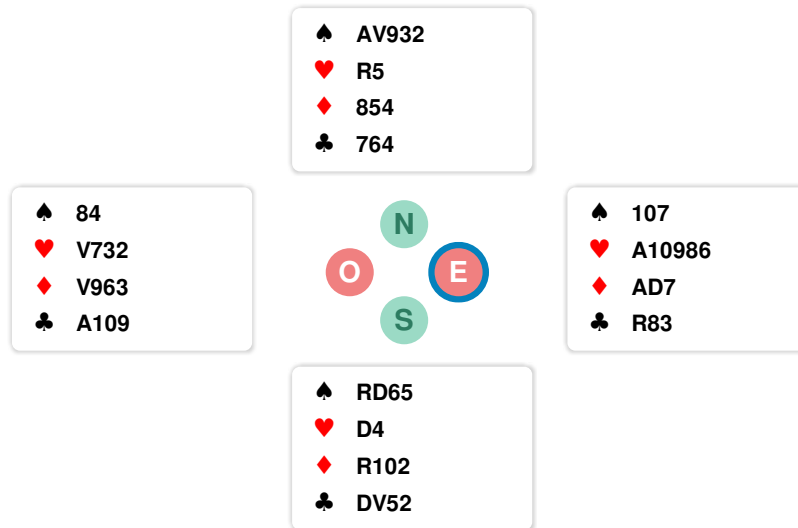 ♠ AV932
♥ R5
♦ 854
♣ 764
♠ 84
♥ V732
♦ V963
♣ A109
N
O
E
S
♠ 107
♥ A10986
♦ AD7
♣ R83
♠ RD65
♥ D4
♦ R102
♣ DV52